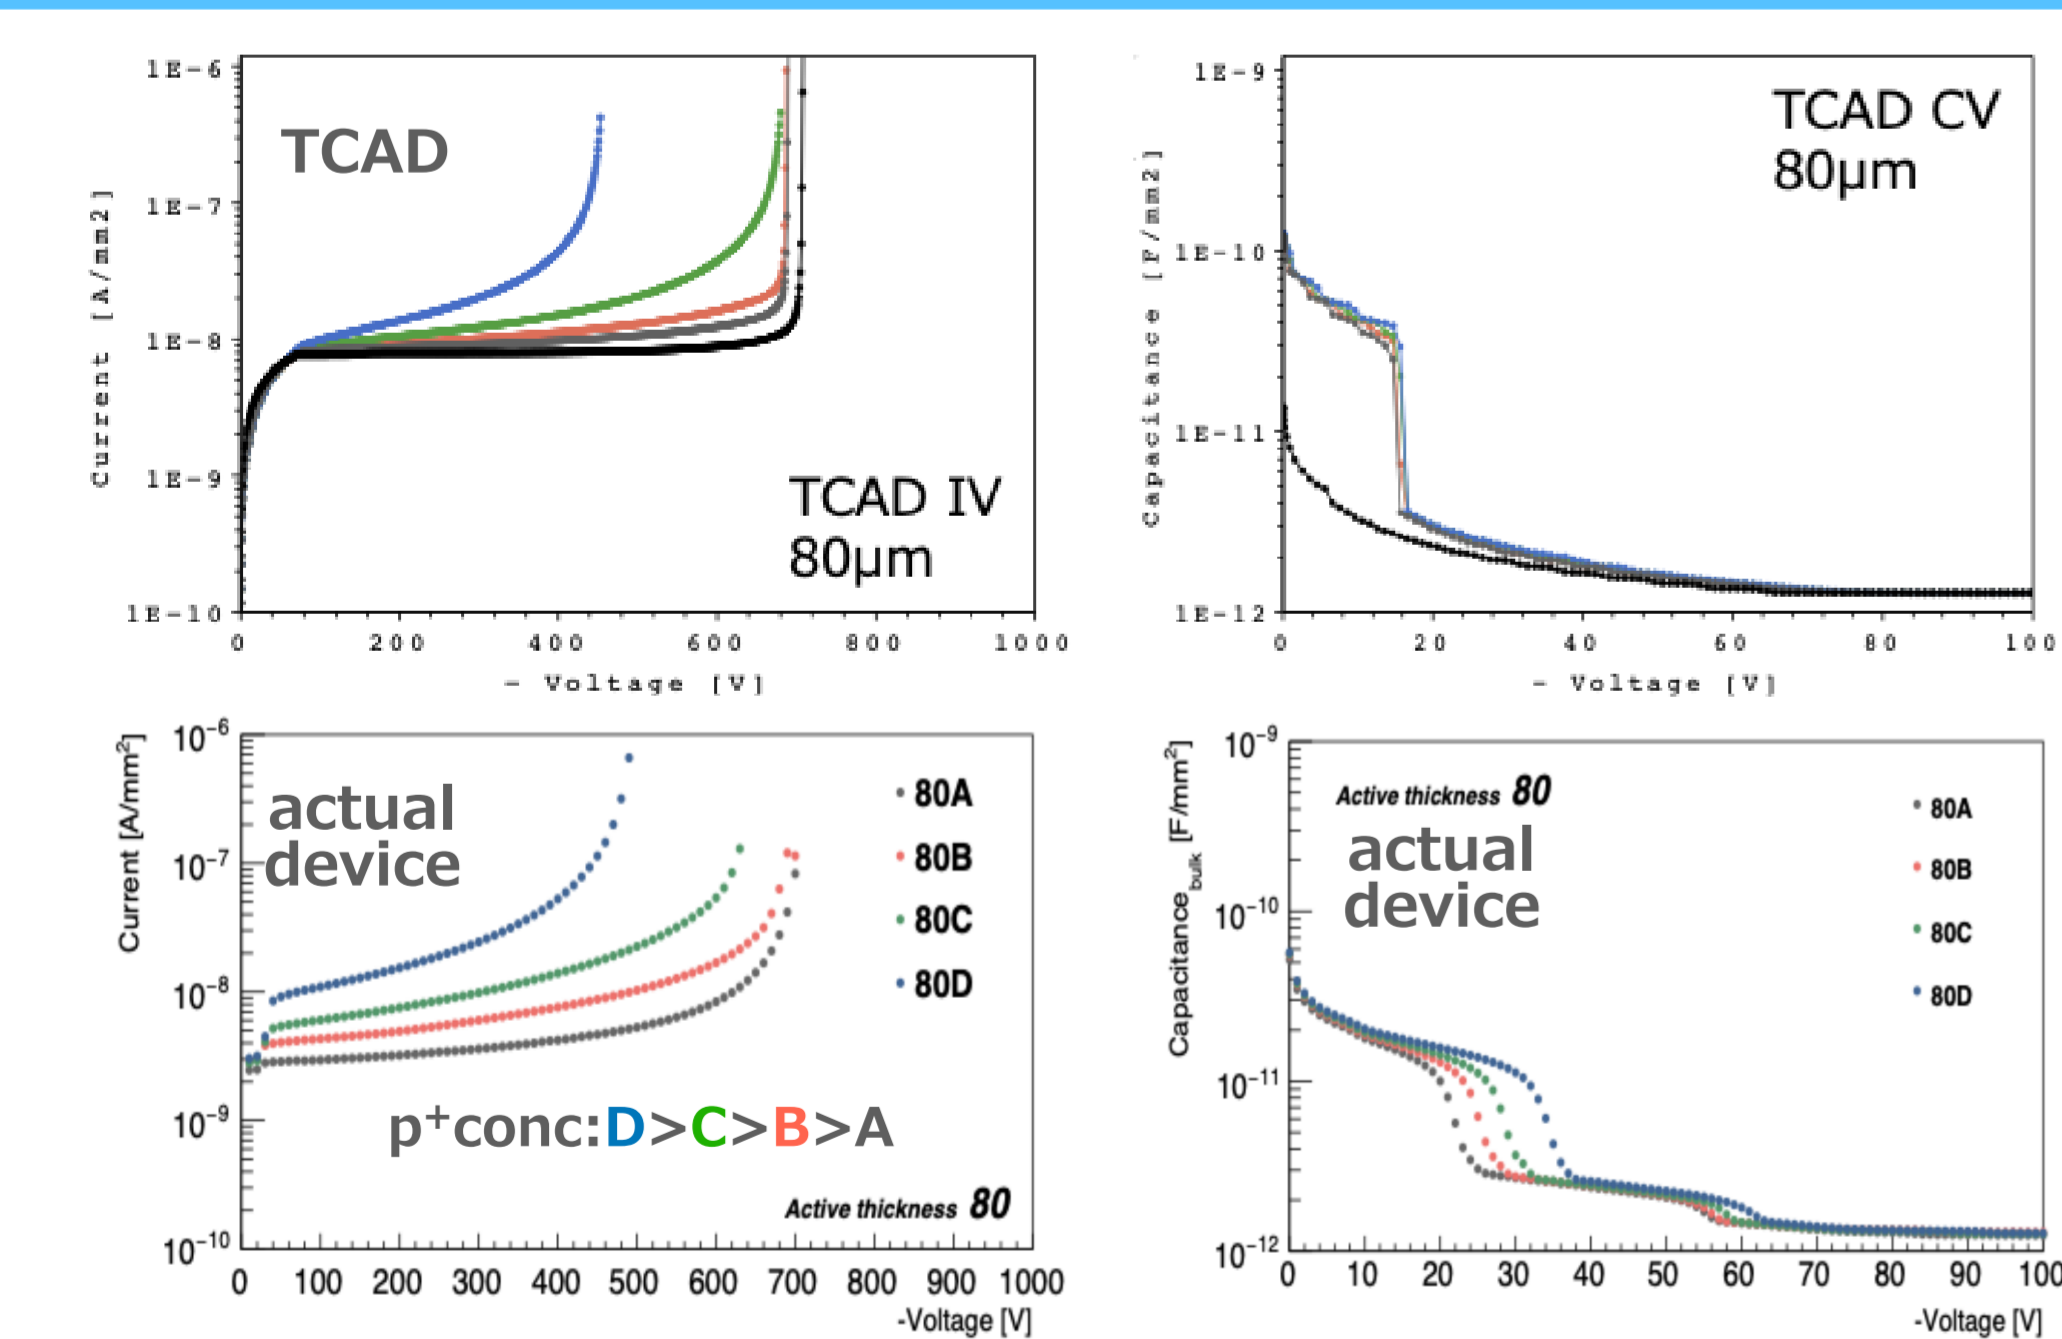 1E-6
1E-7
1E-8
1E-9
1E-10
Current [A/mm2]
TCAD
TCAD IV
80μm
0 200 400 600 800 1000
- Voltage [V]
1E-9
1E-10
1E-11
1E-12
Capacitance [F/mm2]
TCAD CV
80μm
0 20 40 60 80 100
- Voltage [V]
10⁻⁶
10⁻⁷
10⁻⁸
10⁻⁹
10⁻¹⁰
Current [A/mm²]
actual
device
80A
80B
80C
80D
p⁺conc:D>C>B>A
Active thickness 80
0 100 200 300 400 500 600 700 800 900 1000
-Voltage [V]
10⁻⁹
10⁻¹⁰
10⁻¹¹
10⁻¹²
Capacitance_bulk [F/mm²]
Active thickness 80
actual
device
80A
80B
80C
80D
0 10 20 30 40 50 60 70 80 90 100
-Voltage [V]